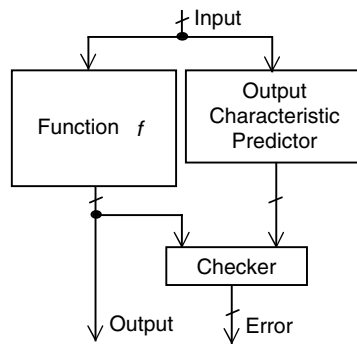 Input
Function f
Output
Characteristic
Predictor
Checker
Output
Error